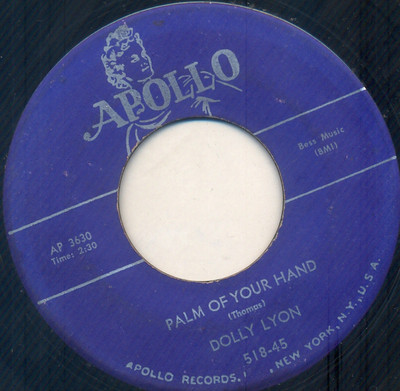 APOLLO
Bess Music
(BMI)
AP 3630
Time: 2:30
PALM OF YOUR HAND
(Thomas)
DOLLY LYON
518-45
APOLLO RECORDS, NEW YORK, N.Y., U.S.A.